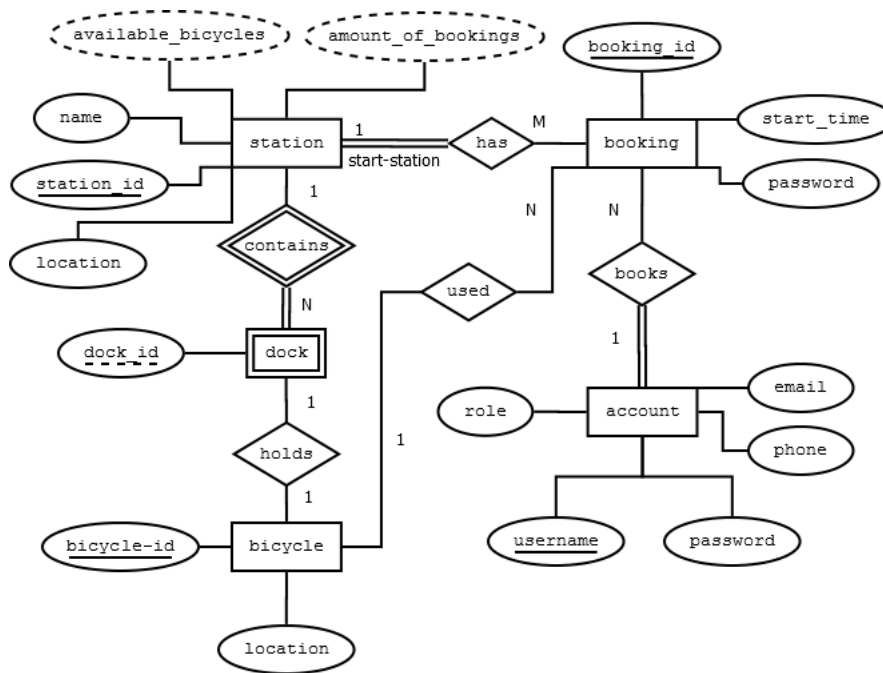 available_bicycles
amount_of_bookings
booking_id
name
start_time
station
1
M
has
booking
start-station
station_id
password
1
N
N
contains
location
books
used
N
dock_id
dock
1
email
role
account
1
1
phone
holds
1
bicycle-id
bicycle
username
password
location